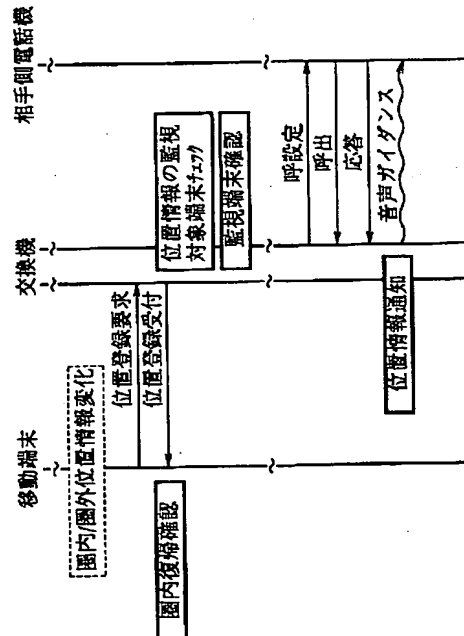 移動端末
交換機
相手側電話機
圏内/圏外位置情報変化
位置登録要求
位置登録受付
圏内復帰確認
位置情報の監視
対象端末チェック
監視端末確認
呼設定
呼出
応答
音声ガイダンス
位置情報通知